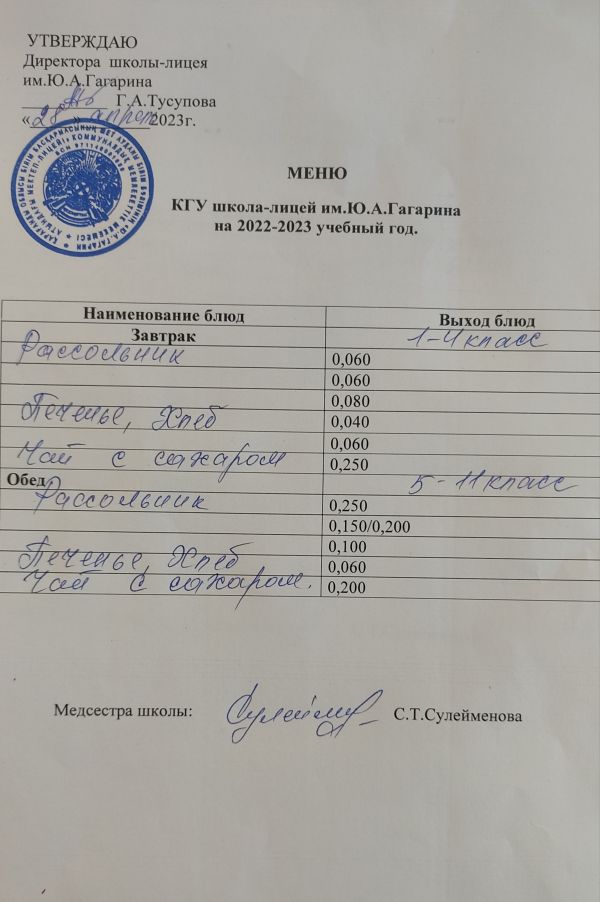 УТВЕРЖДАЮ
Директора школы-лицея
им.Ю.А.Гагарина
Г.А.Тусупова
«28» апреля 2023г.
МЕНЮ
КГУ школа-лицей им.Ю.А.Гагарина
на 2022-2023 учебный год.
Наименование блюд Выход блюд
Завтрак 1-4 класс
Рассольник 0,060
0,060
0,080
Печенье, Хлеб 0,040
0,060
Чай с сахаром 0,250
Обед 5-11 класс
Рассольник 0,250
0,150/0,200
0,100
Печенье, Хлеб 0,060
Чай с сахаром. 0,200
Медсестра школы: С.Т.Сулейменова